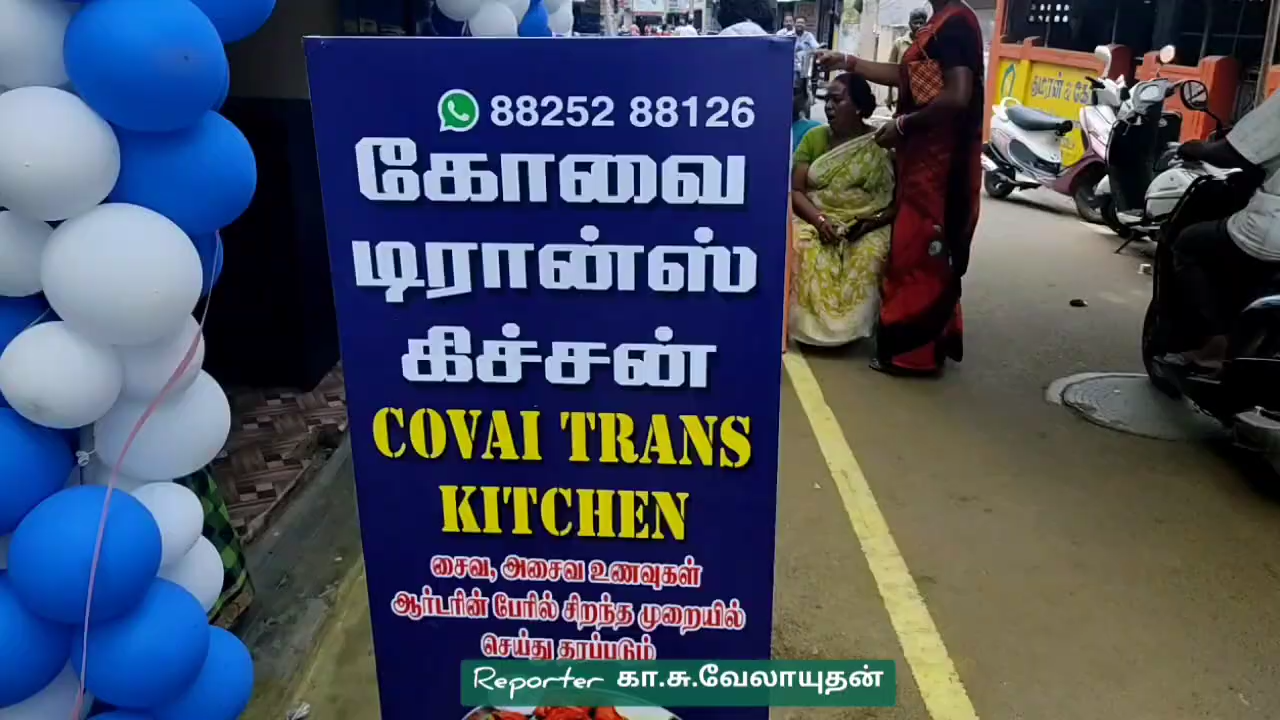 88252 88126
கோவை
டிரான்ஸ்
கிச்சன்
COVAI TRANS
KITCHEN
சைவ, அசைவ உணவுகள்
ஆர்டரின் பேரில் சிறந்த முறையில்
செய்து தரப்படும்
Reporter கா.சு.வேலாயுதன்